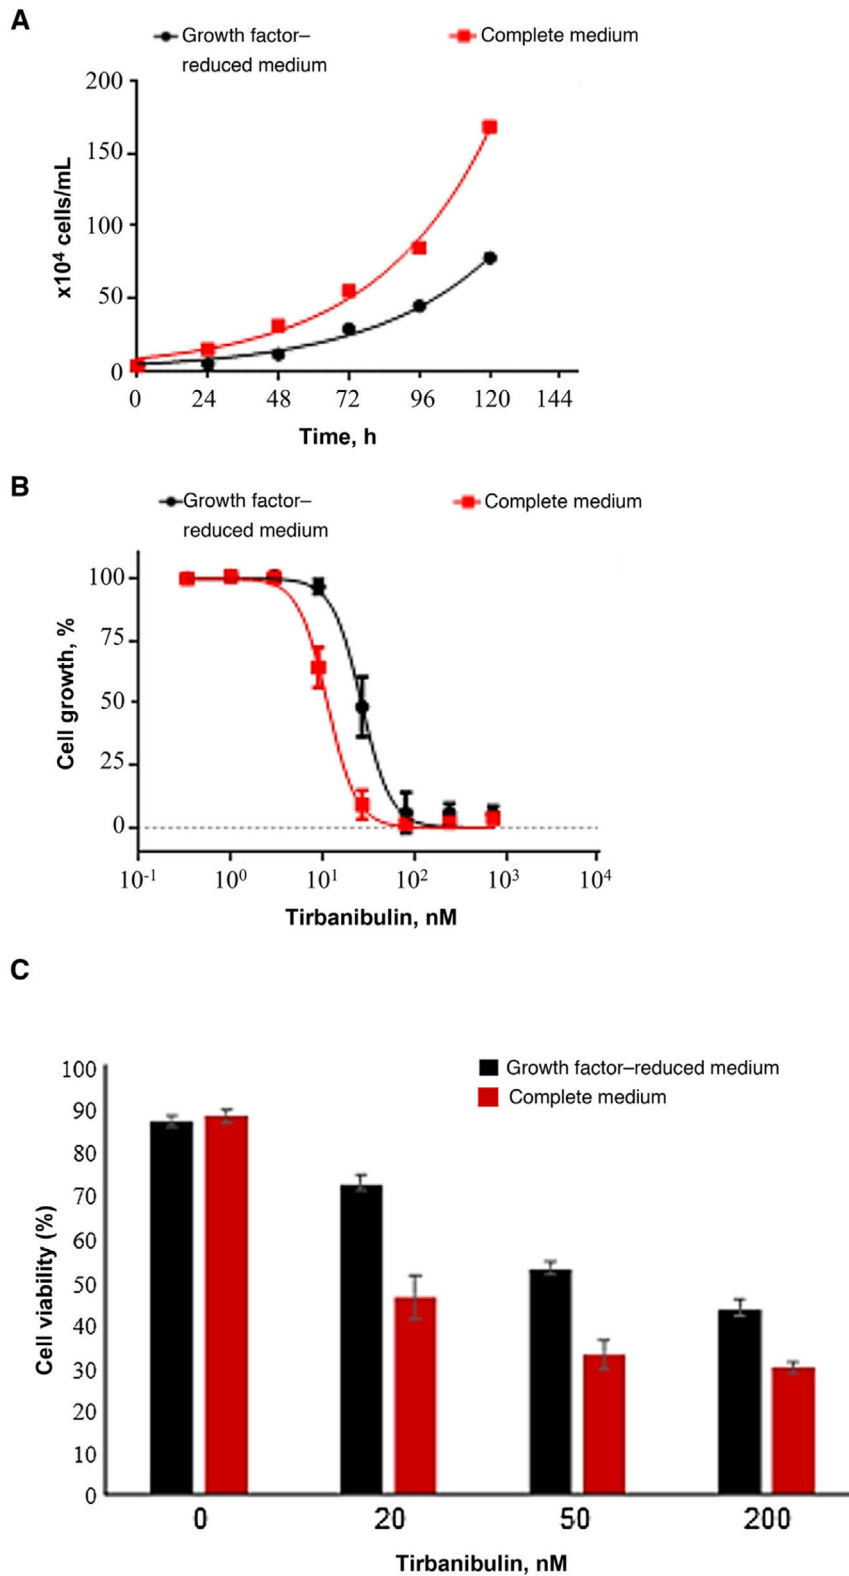 A
Growth factor–
reduced medium
Complete medium
200
150
100
50
0
x10⁴ cells/mL
0 24 48 72 96 120 144
Time, h
B
Growth factor–
reduced medium
Complete medium
100
75
50
25
0
Cell growth, %
10⁻¹ 10⁰ 10¹ 10² 10³ 10⁴
Tirbanibulin, nM
C
Growth factor–reduced medium
Complete medium
100
90
80
70
60
50
40
30
20
10
0
Cell viability (%)
0 20 50 200
Tirbanibulin, nM